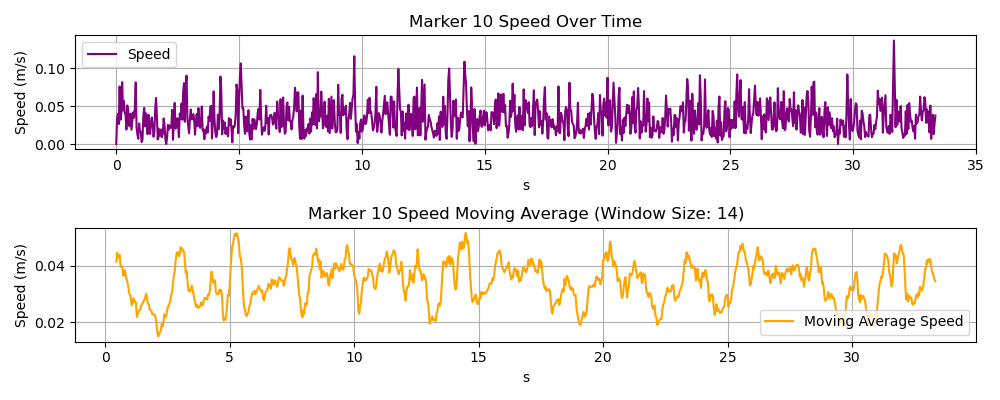 Marker 10 Speed Over Time
Speed (m/s)
0.10
0.05
0.00
Speed
0 5 10 15 20 25 30 35
s
Marker 10 Speed Moving Average (Window Size: 14)
Speed (m/s)
0.04
0.02
Moving Average Speed
0 5 10 15 20 25 30
s